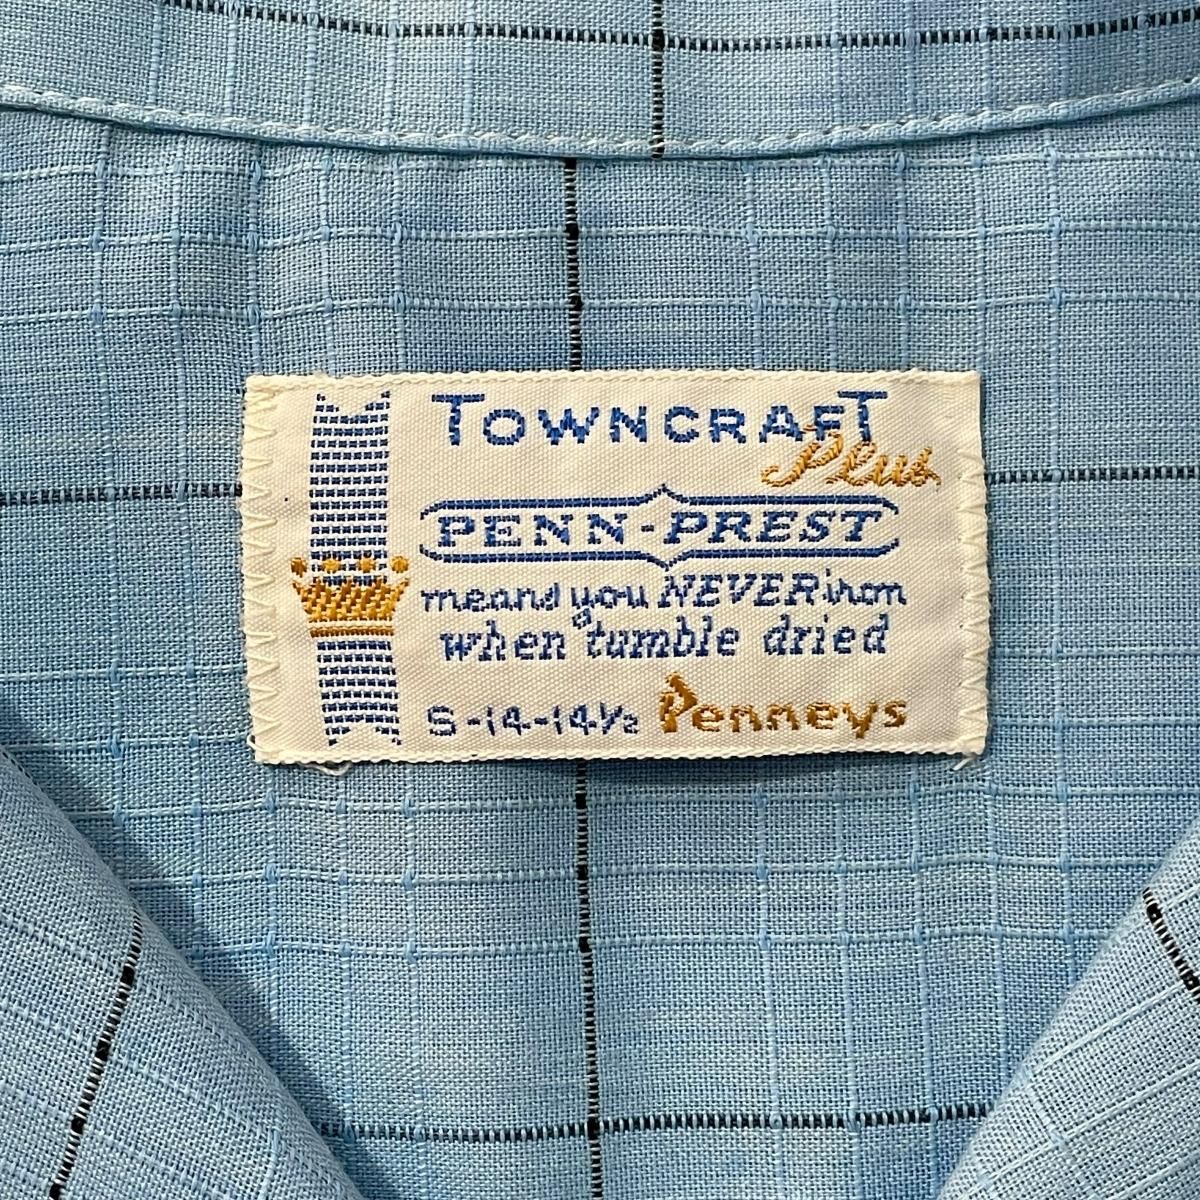 TOWNCRAFT
Plus
PENN-PREST
means you NEVER iron
when tumble dried
S-14-14½ Penneys